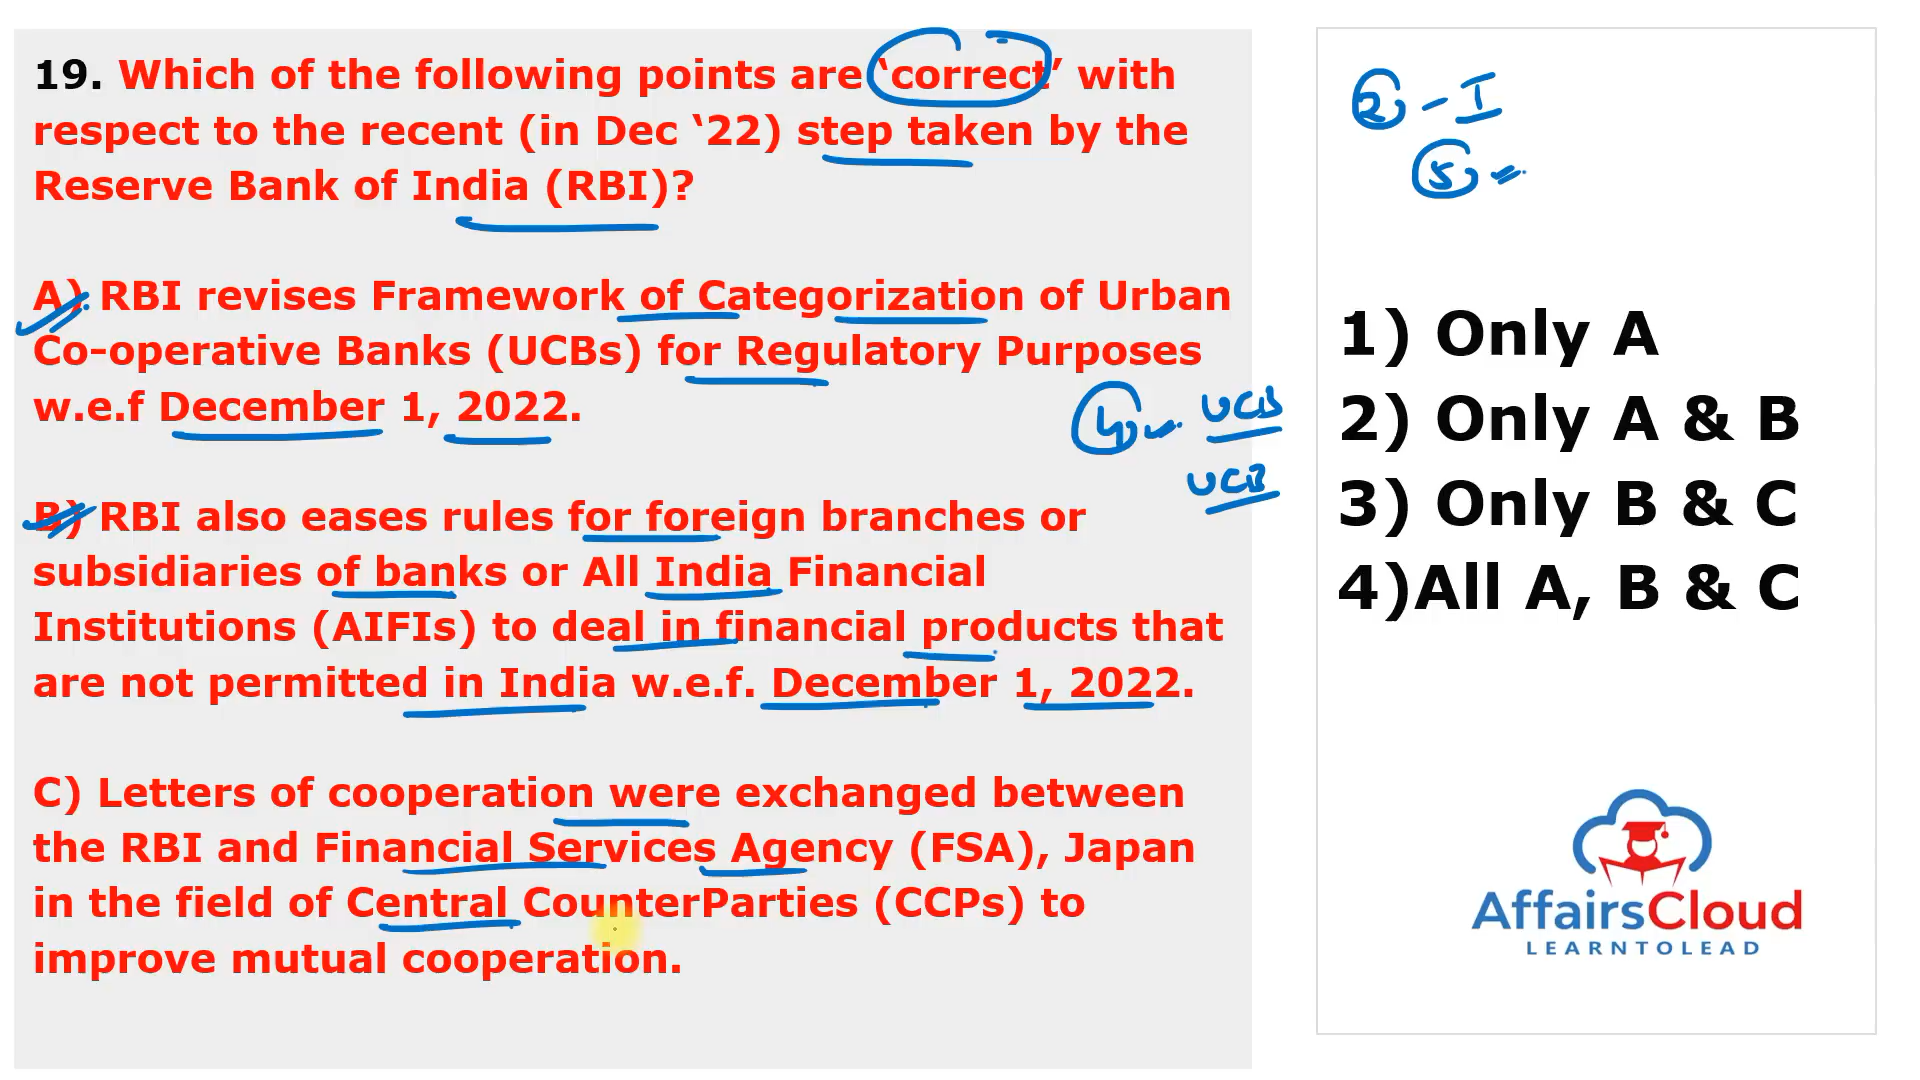 19. Which of the following points are ‘correct’ with
respect to the recent (in Dec ‘22) step taken by the
Reserve Bank of India (RBI)?
A) RBI revises Framework of Categorization of Urban
Co-operative Banks (UCBs) for Regulatory Purposes
w.e.f December 1, 2022.
B) RBI also eases rules for foreign branches or
subsidiaries of banks or All India Financial
Institutions (AIFIs) to deal in financial products that
are not permitted in India w.e.f. December 1, 2022.
C) Letters of cooperation were exchanged between
the RBI and Financial Services Agency (FSA), Japan
in the field of Central CounterParties (CCPs) to
improve mutual cooperation.
4 - UCB
UCB
2 - I
5
1) Only A
2) Only A & B
3) Only B & C
4)All A, B & C
AffairsCloud
LEARNTOLEAD